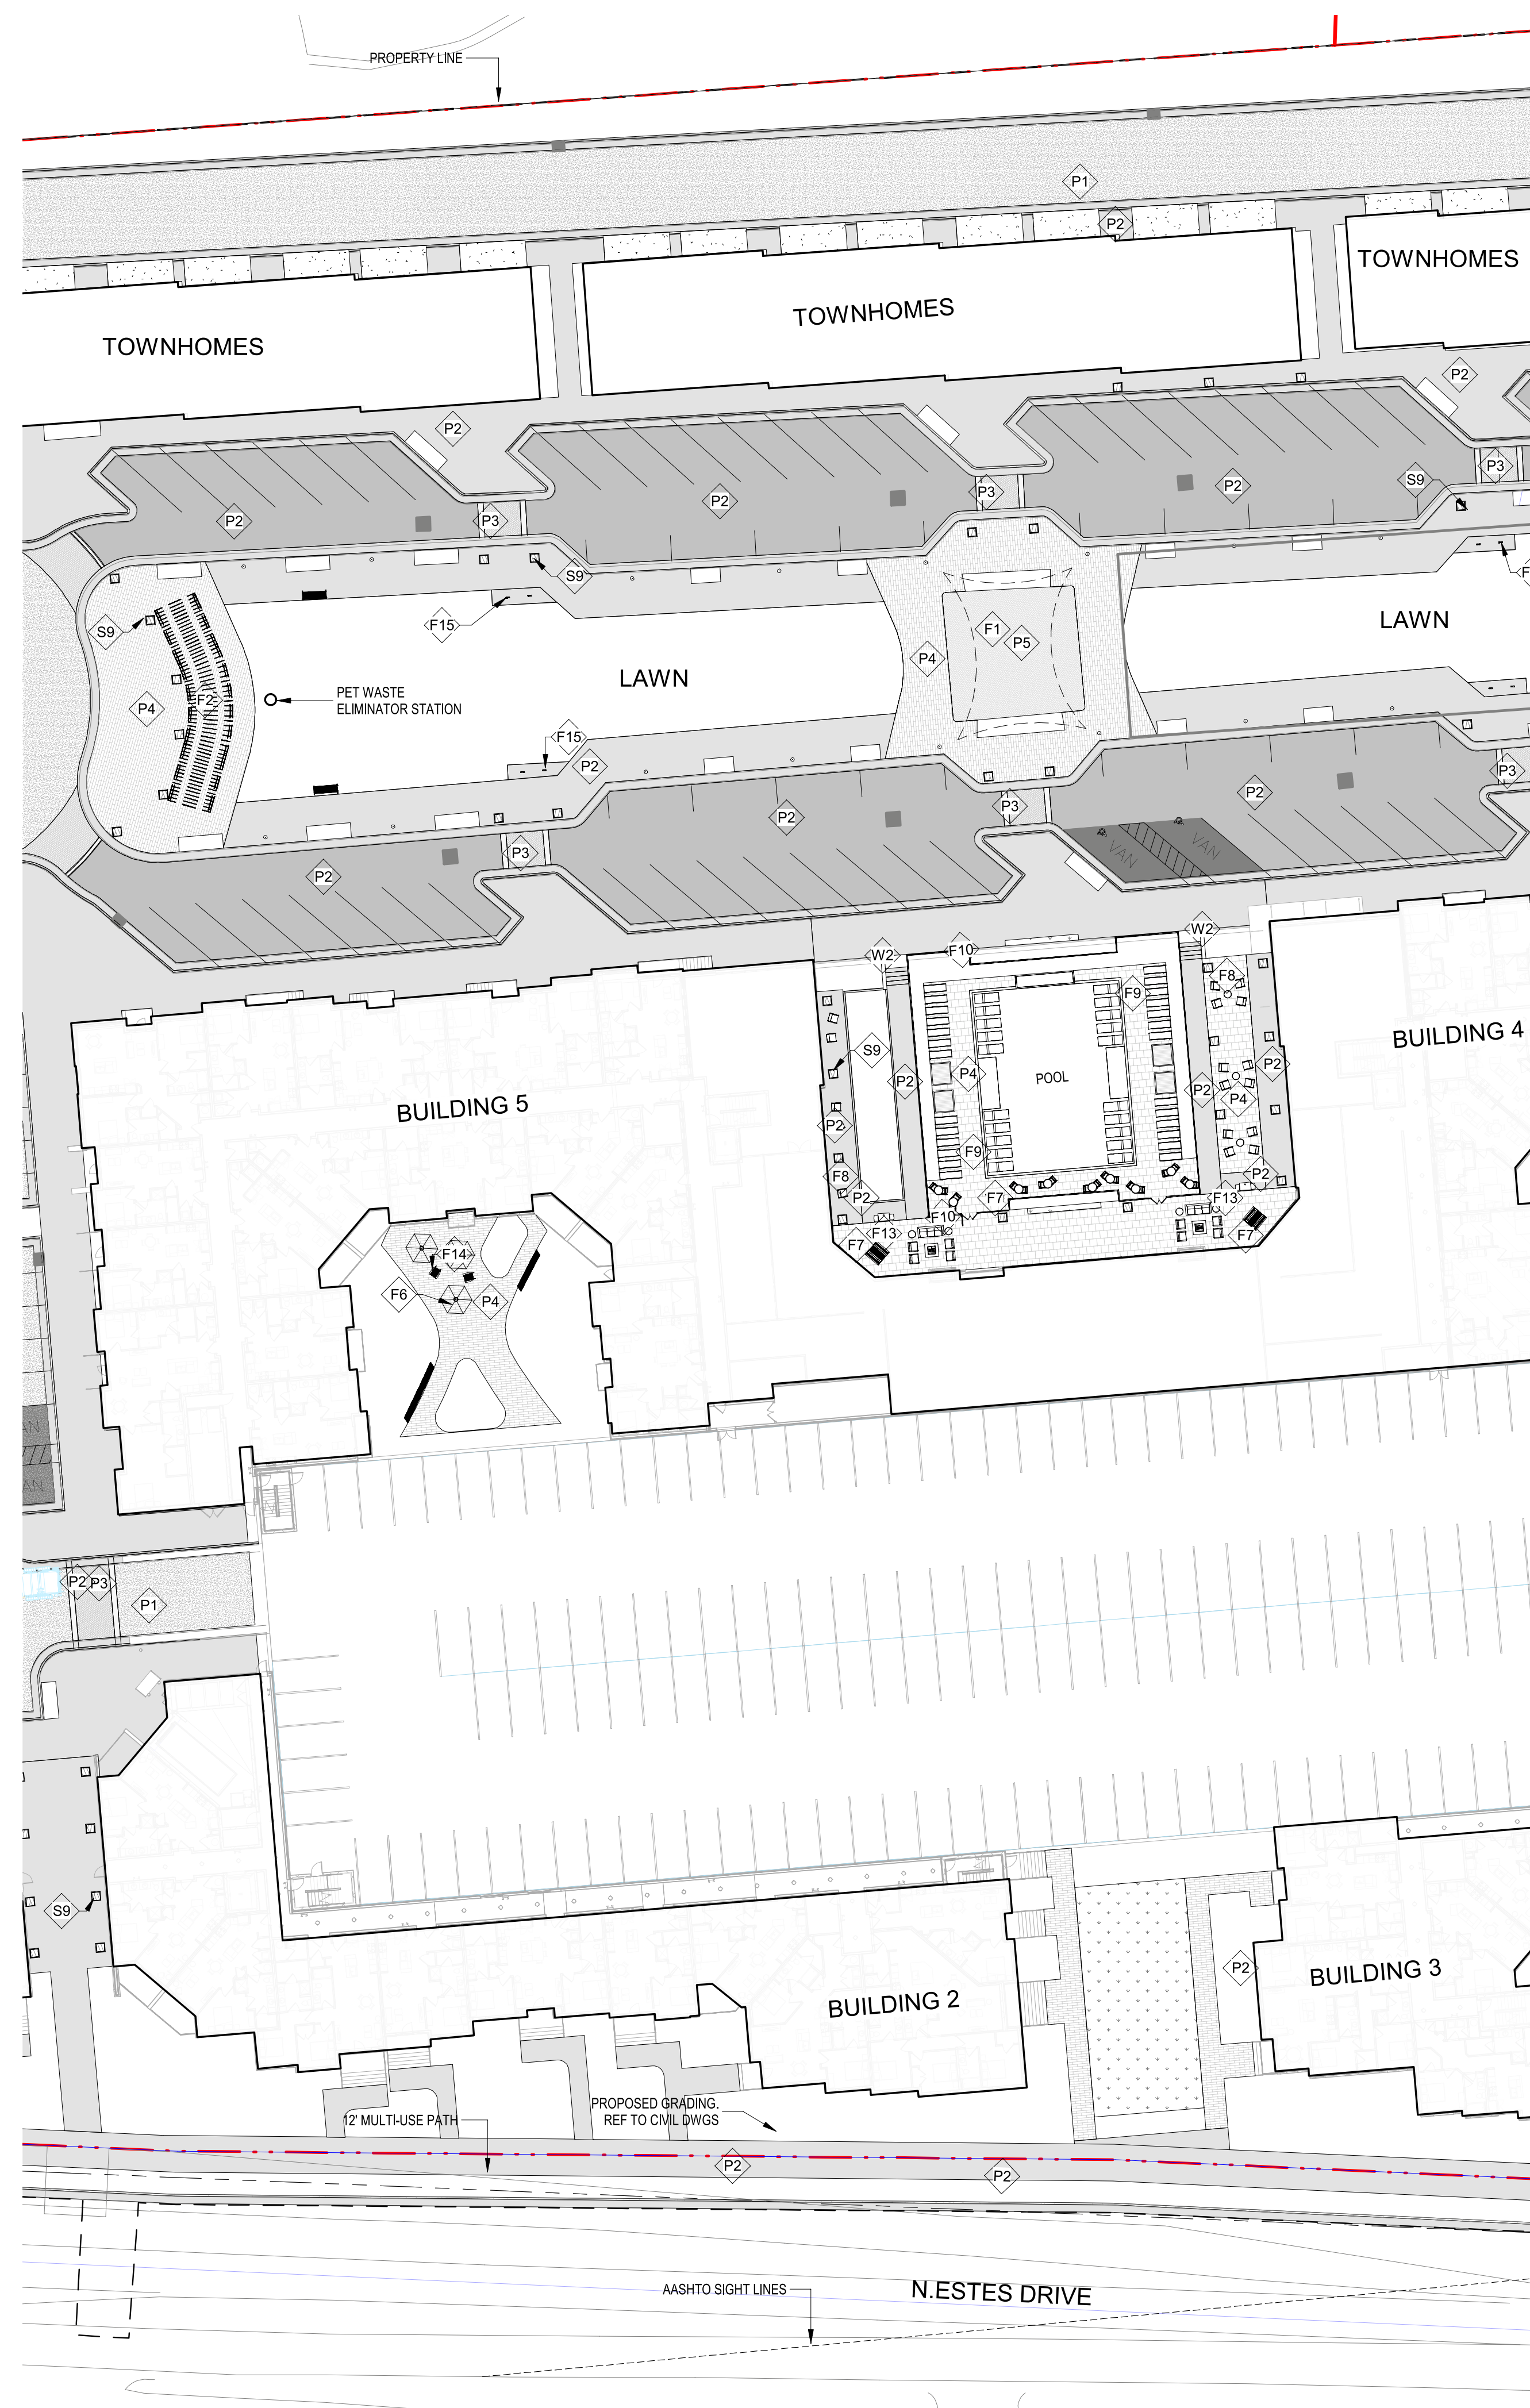 PROPERTY LINE
P1
P2
TOWNHOMES
TOWNHOMES
TOWNHOMES
P2
P2
P2
P2
P2
S9
P3
P3
P3
S9
F15
S9
F1
P5
P4
LAWN
LAWN
F2
P4
PET WASTE
ELIMINATOR STATION
F15
P2
P3
P2
P2
P3
P3
P2
VAN
VAN
W2
W2
F10
F8
F9
BUILDING 4
S9
P2
P4
POOL
P2
P2
P4
BUILDING 5
P2
F9
F8
P2
F7
P2
F13
F10
F13
F7
F7
F14
F6
P4
VAN
VAN
P2
P3
P1
S9
P2
BUILDING 3
BUILDING 2
PROPOSED GRADING.
REF TO CIVIL DWGS
12' MULTI-USE PATH
P2
P2
AASHTO SIGHT LINES
N.ESTES DRIVE